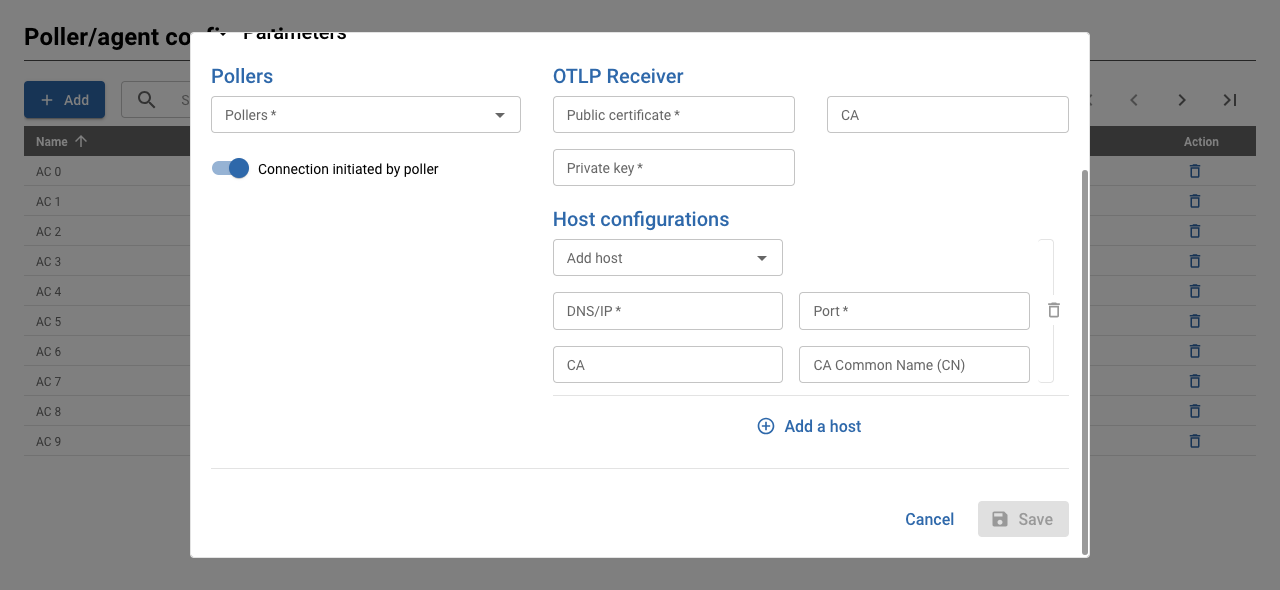 Poller/agent co
Parameters
Add
S
Name
Action
AC 0
AC 1
AC 2
AC 3
AC 4
AC 5
AC 6
AC 7
AC 8
AC 9
Pollers
Pollers *
Connection initiated by poller
OTLP Receiver
Public certificate *
CA
Private key *
Host configurations
Add host
DNS/IP *
Port *
CA
CA Common Name (CN)
Add a host
Cancel
Save